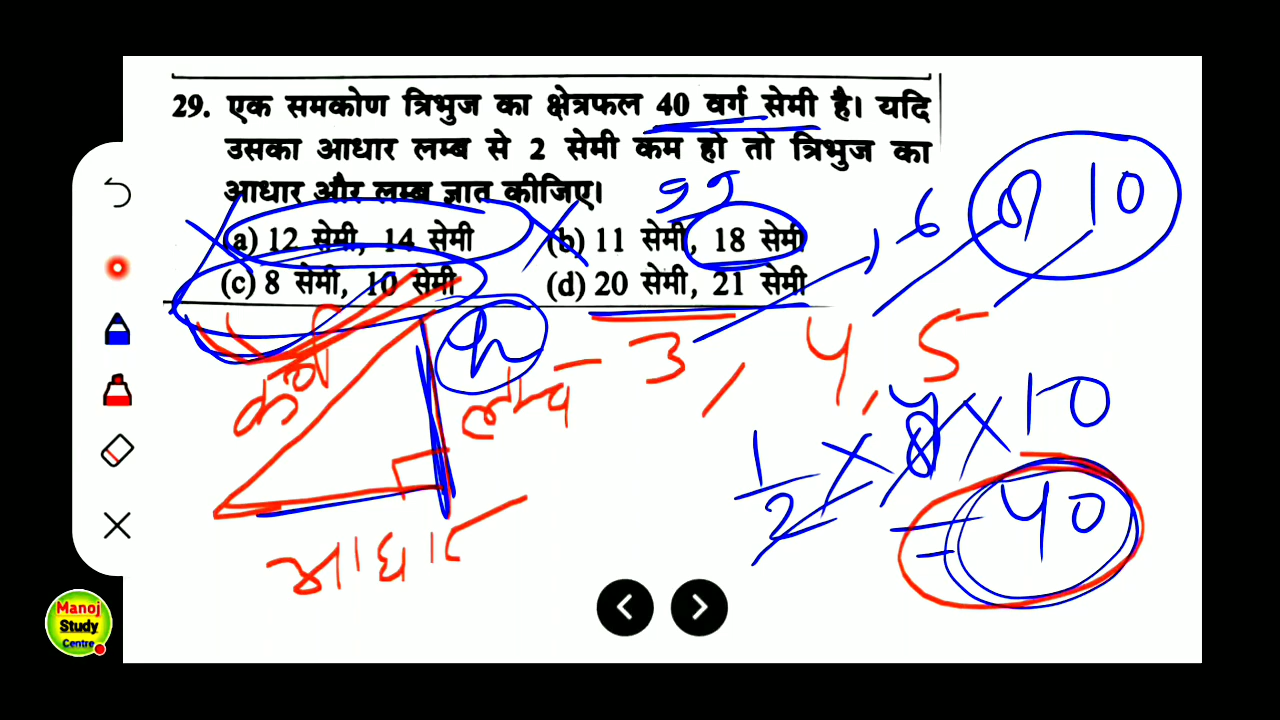 29. एक समकोण त्रिभुज का क्षेत्रफल 40 वर्ग सेमी है। यदि
उसका आधार लम्ब से 2 सेमी कम हो तो त्रिभुज का
आधार और लम्ब ज्ञात कीजिए।
(a) 12 सेमी, 14 सेमी (b) 11 सेमी, 18 सेमी
(c) 8 सेमी, 10 सेमी (d) 20 सेमी, 21 सेमी
99
6 8 10
कर्ण
लम्ब
3, 4, 5
1/2 × 8 × 10
4
= 40
आधार
Manoj
Study
Centre